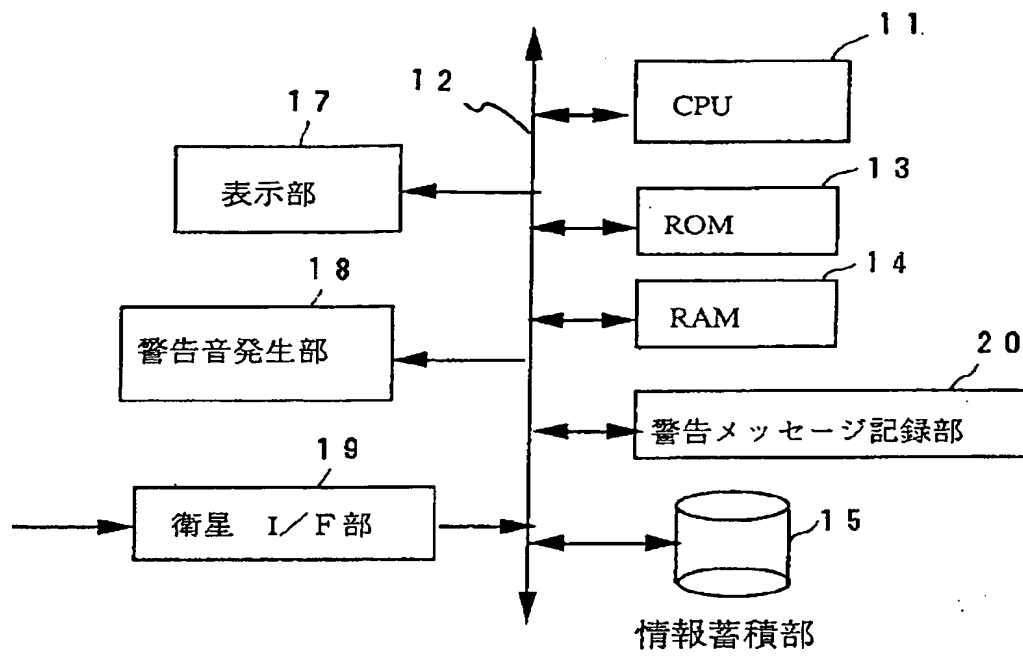 11
CPU
12
17
表示部
13
ROM
14
RAM
18
警告音発生部
20
警告メッセージ記録部
19
衛星 I/F部
15
情報蓄積部